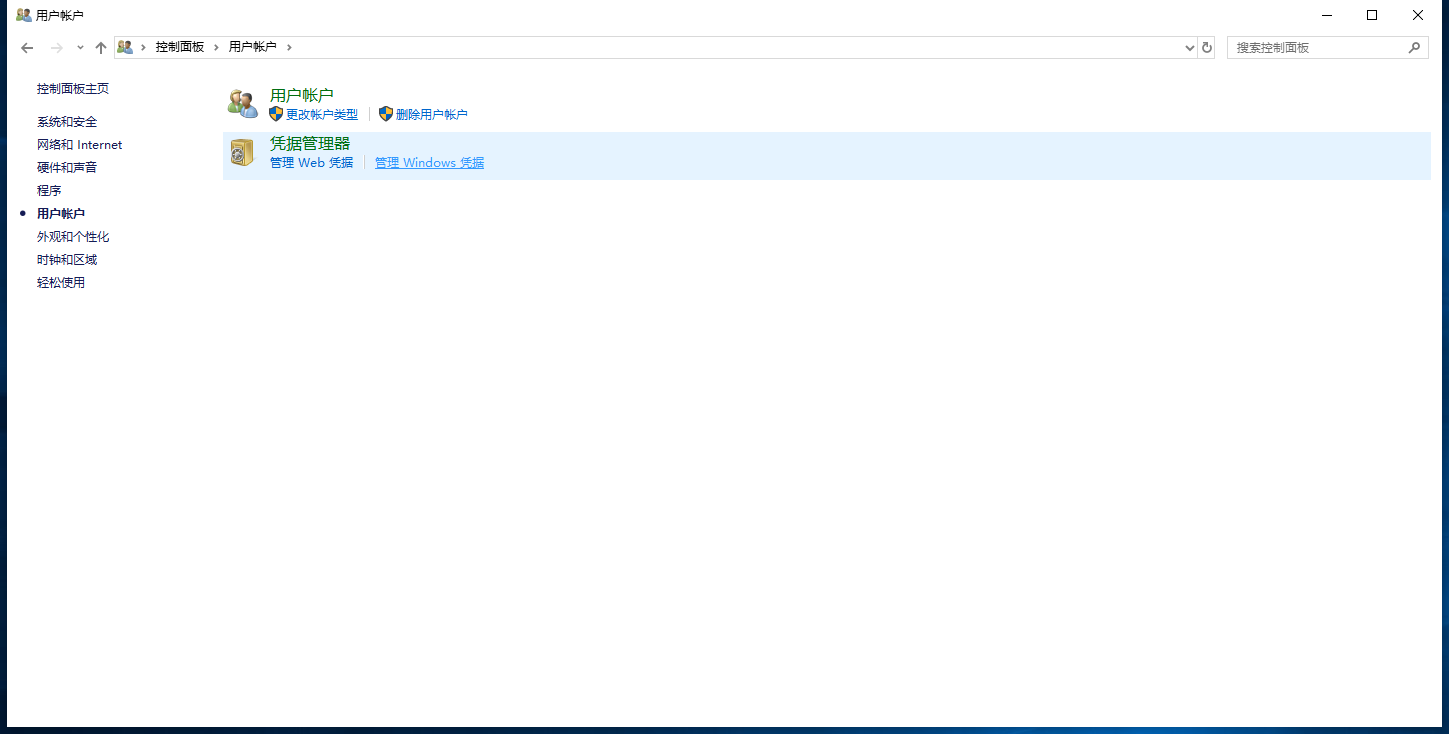 用户帐户
控制面板 用户帐户
搜索控制面板
控制面板主页
系统和安全
网络和 Internet
硬件和声音
程序
用户帐户
外观和个性化
时钟和区域
轻松使用
用户帐户
更改帐户类型 删除用户帐户
凭据管理器
管理 Web 凭据 管理 Windows 凭据